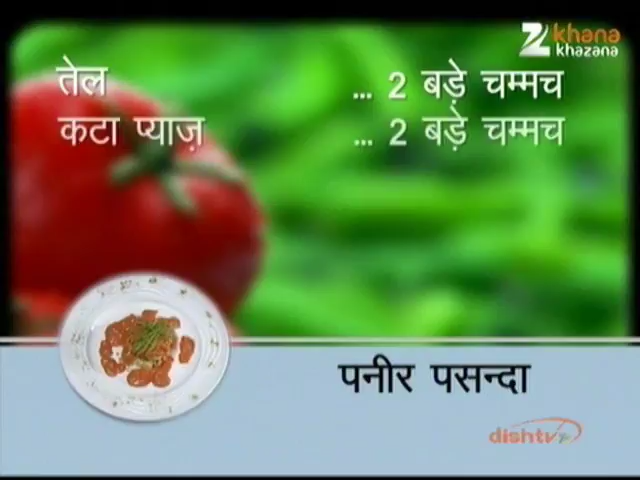 Z khana
khazana
तेल ... 2 बड़े चम्मच
कटा प्याज़ ... 2 बड़े चम्मच
पनीर पसन्दा
dishtv